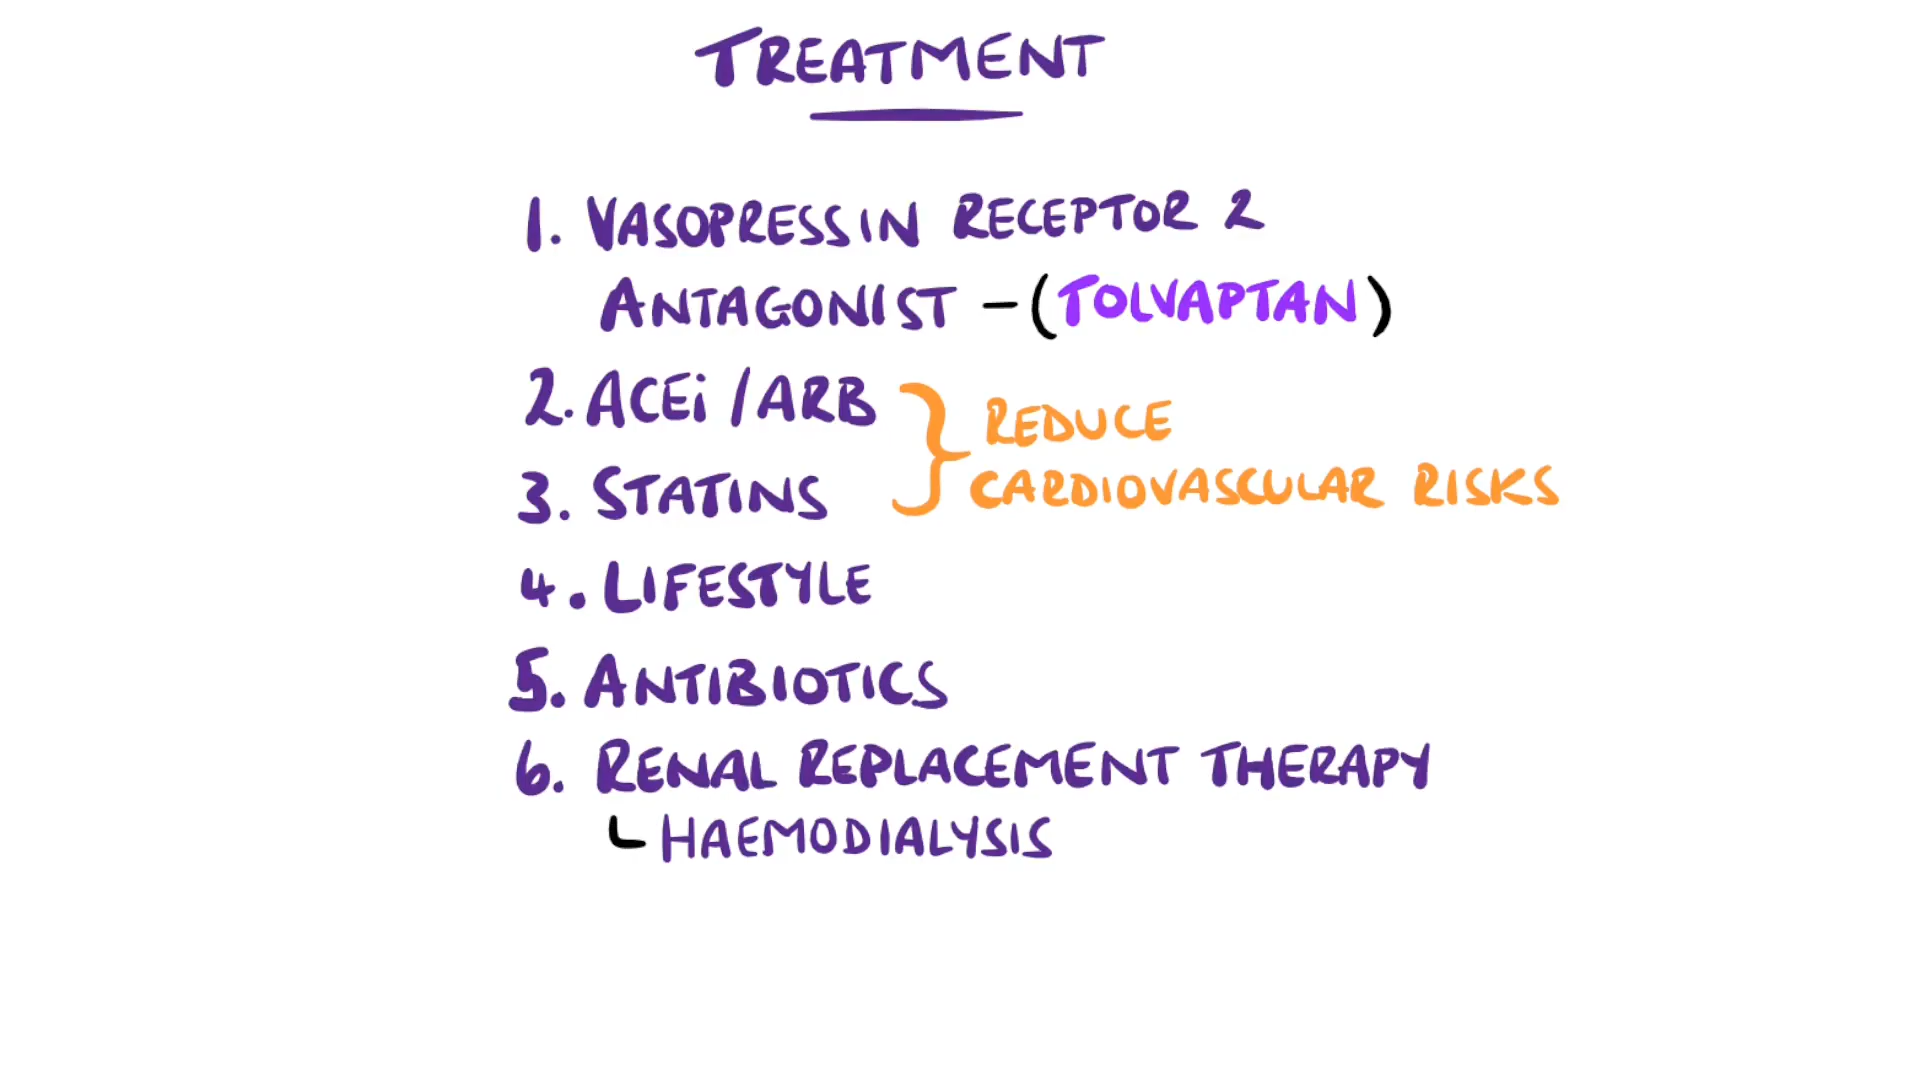 TREATMENT
1. VASOPRESSIN RECEPTOR 2
ANTAGONIST - (TOLVAPTAN)
2. ACEi / ARB
3. STATINS
REDUCE
CARDIOVASCULAR RISKS
4. LIFESTYLE
5. ANTIBIOTICS
6. RENAL REPLACEMENT THERAPY
HAEMODIALYSIS